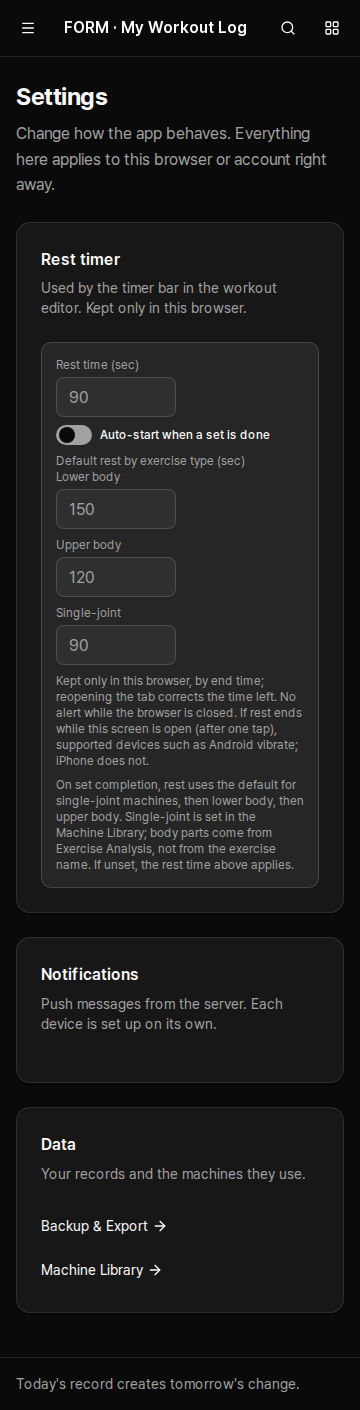 FORM · My Workout Log
Settings
Change how the app behaves. Everything
here applies to this browser or account right
away.
Rest timer
Used by the timer bar in the workout
editor. Kept only in this browser.
Rest time (sec)
90
Auto-start when a set is done
Default rest by exercise type (sec)
Lower body
150
Upper body
120
Single-joint
90
Kept only in this browser, by end time;
reopening the tab corrects the time left. No
alert while the browser is closed. If rest ends
while this screen is open (after one tap),
supported devices such as Android vibrate;
iPhone does not.
On set completion, rest uses the default for
single-joint machines, then lower body, then
upper body. Single-joint is set in the
Machine Library; body parts come from
Exercise Analysis, not from the exercise
name. If unset, the rest time above applies.
Notifications
Push messages from the server. Each
device is set up on its own.
Data
Your records and the machines they use.
Backup & Export →
Machine Library →
Today's record creates tomorrow's change.